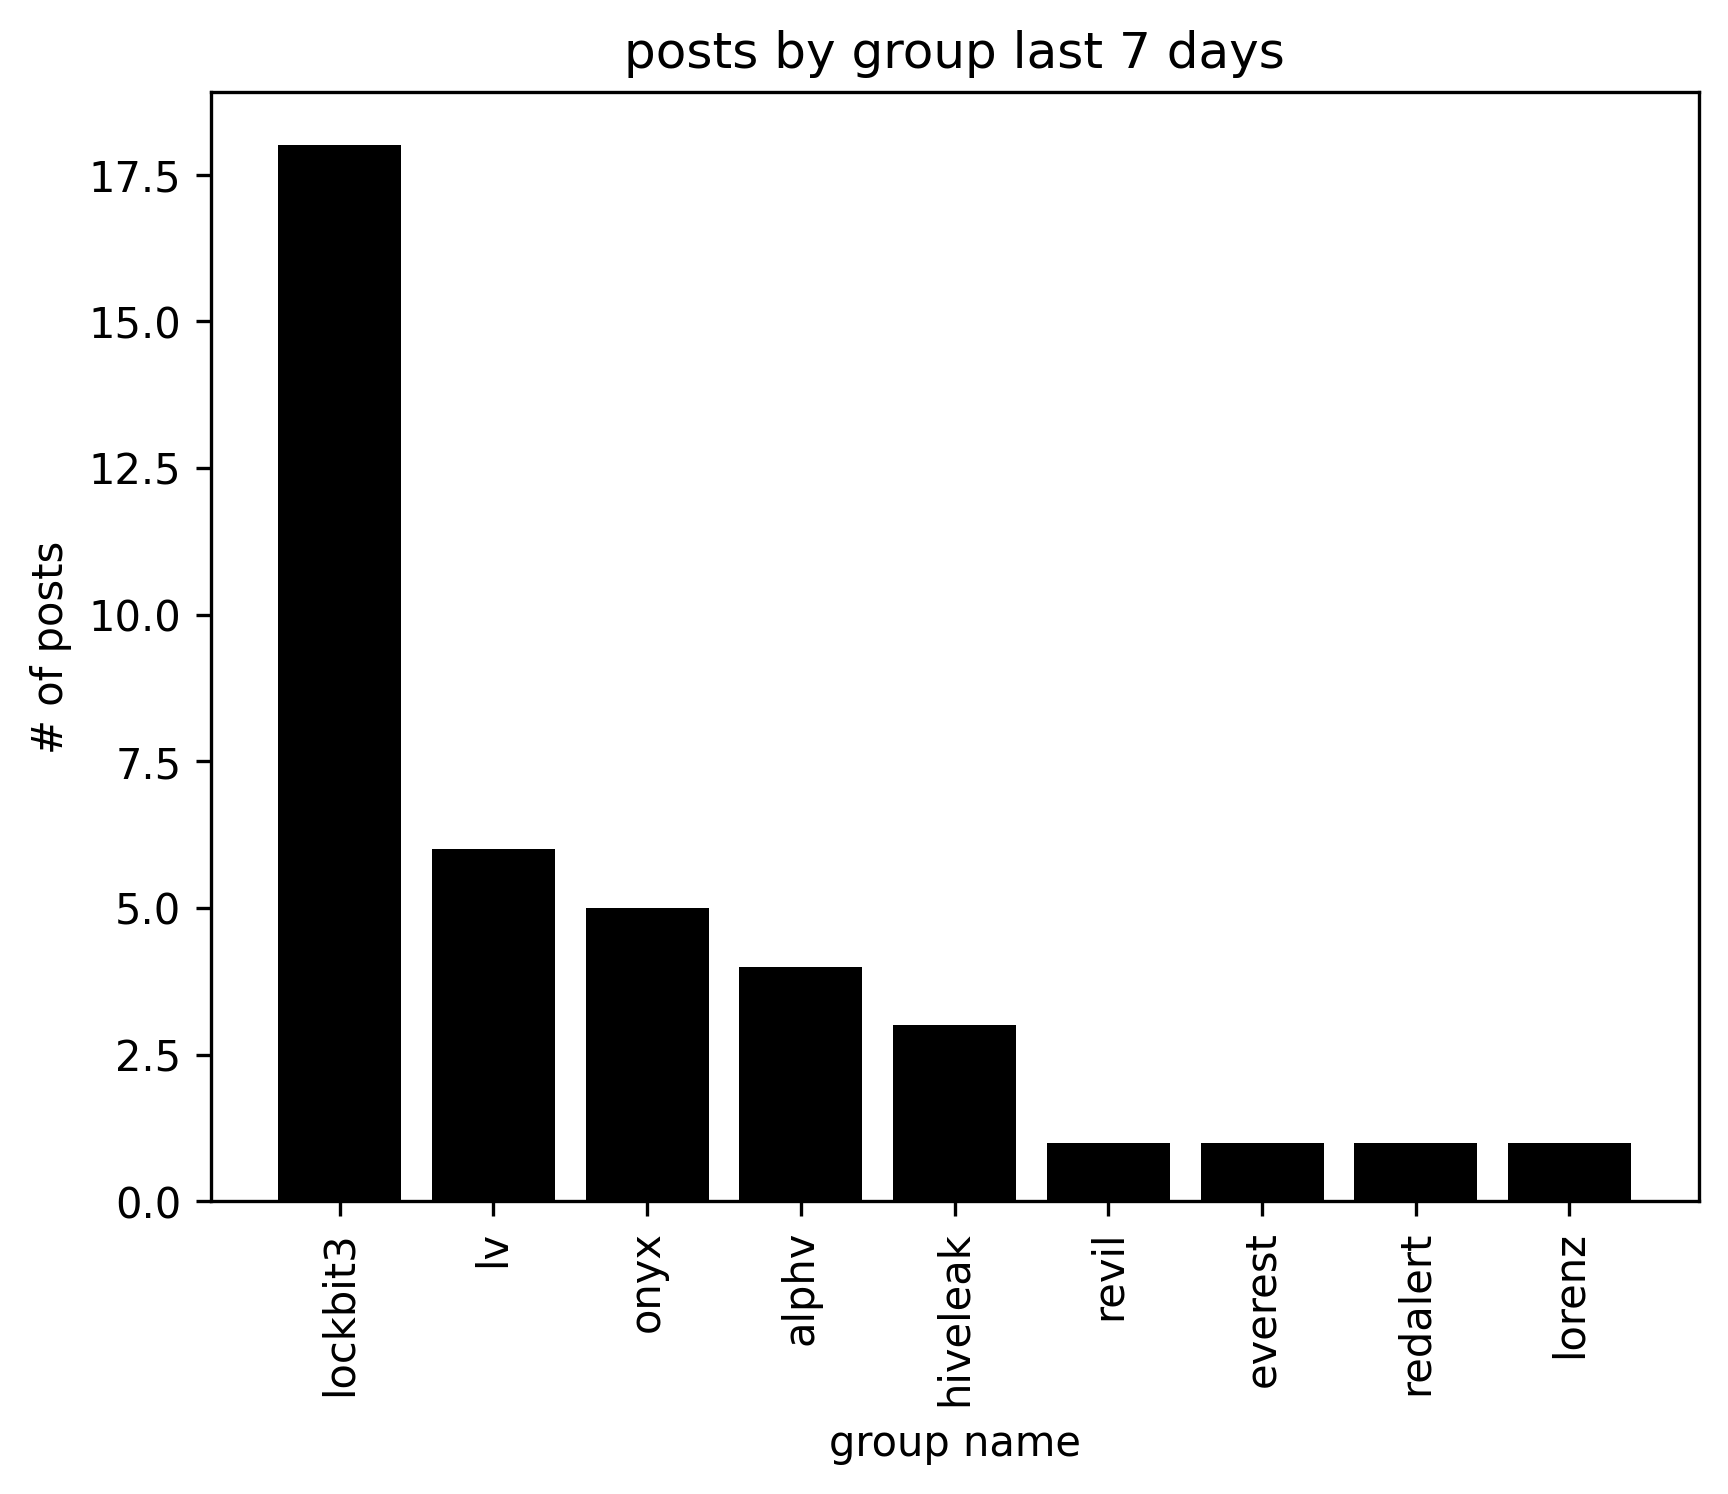 posts by group last 7 days
# of posts
17.5
15.0
12.5
10.0
7.5
5.0
2.5
0.0
lockbit3
lv
onyx
alphv
hiveleak
revil
everest
redalert
lorenz
group name